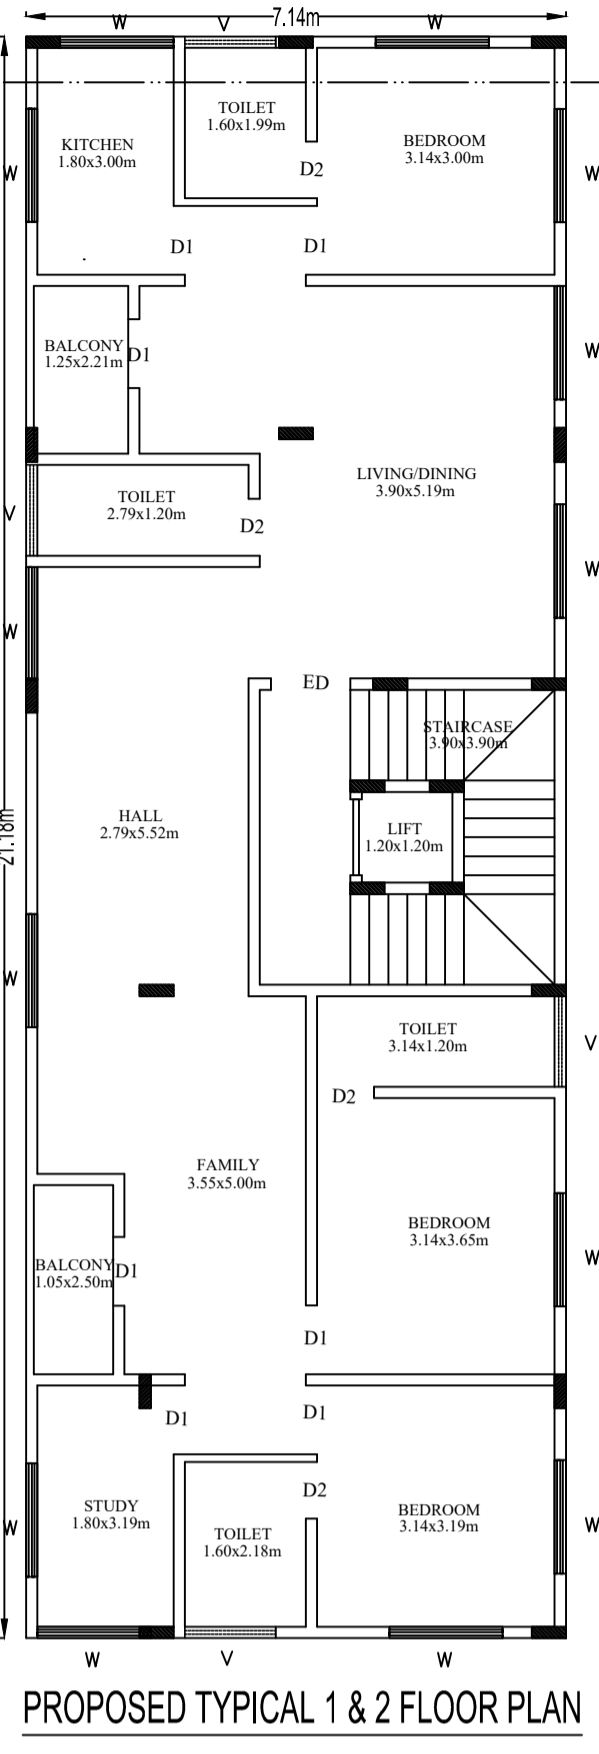 7.14m
W V W
TOILET
1.60x1.99m
KITCHEN
1.80x3.00m
BEDROOM
3.14x3.00m
W
D2
W
D1
D1
BALCONY
1.25x2.21m
D1
W
LIVING/DINING
3.90x5.19m
TOILET
2.79x1.20m
V
D2
W
W
ED
STAIRCASE
3.90x3.90m
21.18m
HALL
2.79x5.52m
LIFT
1.20x1.20m
W
TOILET
3.14x1.20m
V
D2
FAMILY
3.55x5.00m
BEDROOM
3.14x3.65m
BALCONY
1.05x2.50m
D1
W
D1
D1
D1
D2
STUDY
1.80x3.19m
BEDROOM
3.14x3.19m
TOILET
1.60x2.18m
W
W
W V W
PROPOSED TYPICAL 1 & 2 FLOOR PLAN